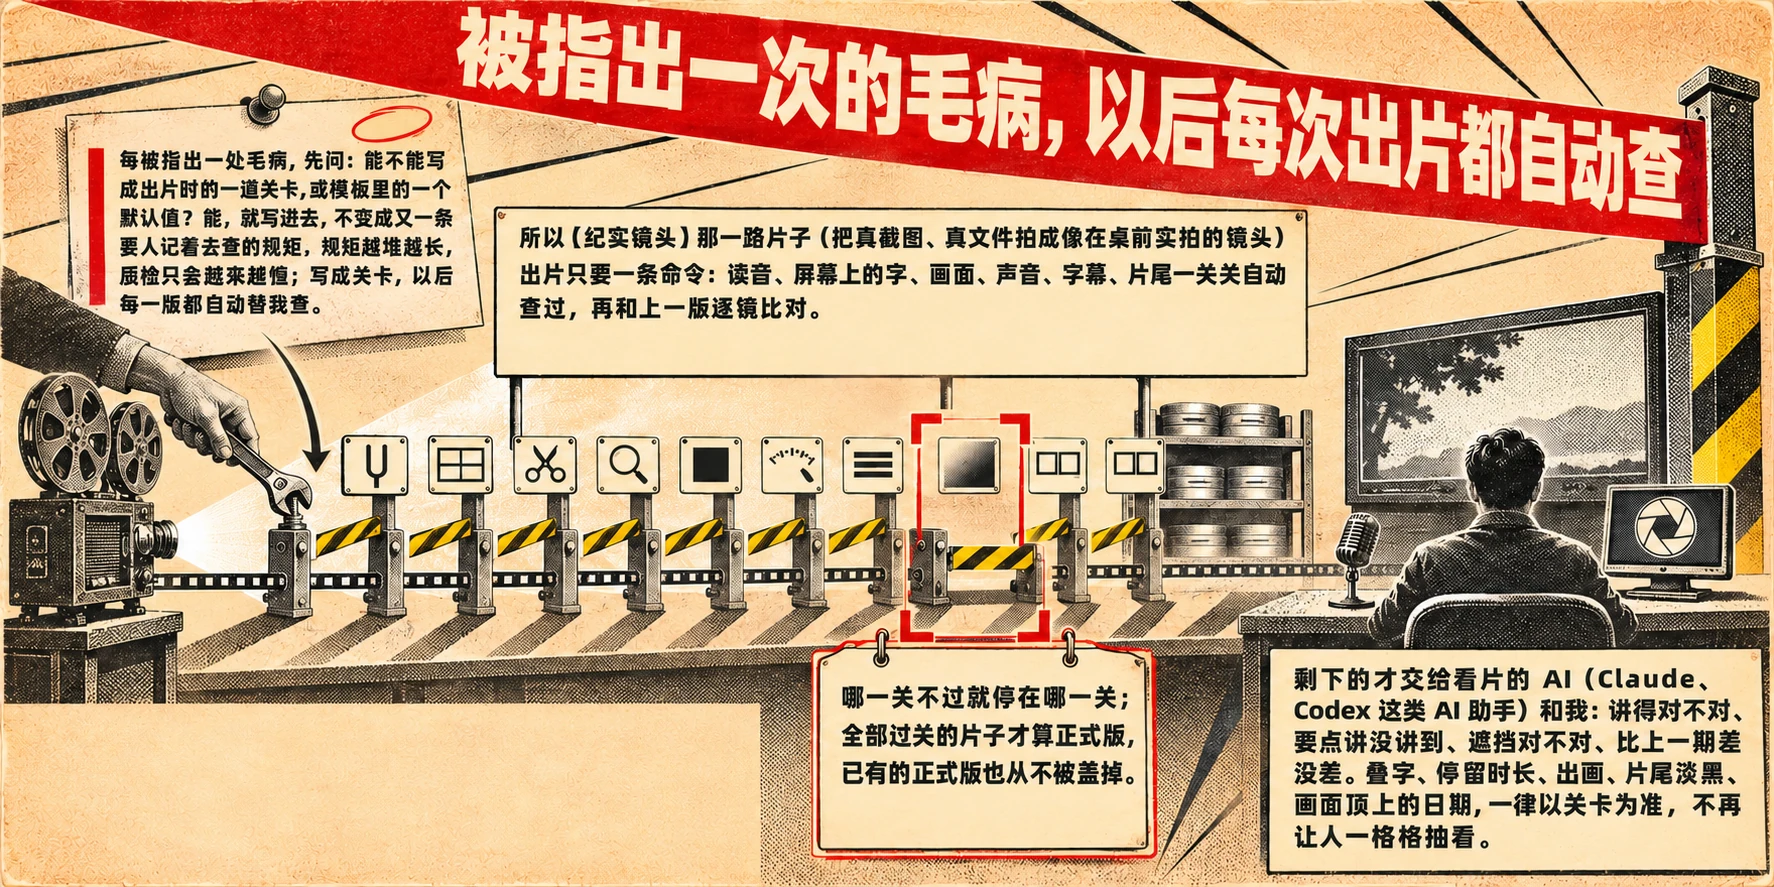 被指出一次的毛病，以后每次出片都自动查
每被指出一处毛病，先问：能不能写
成出片时的一道关卡，或模板里的一个
默认值？能，就写进去，不变成又一条
要人记着去查的规矩，规矩越堆越长，
质检只会越来越慢；写成关卡，以后
每一版都自动替我查。
所以【纪实镜头】那一路片子（把真截图、真文件拍成像在桌前实拍的镜头）
出片只要一条命令：读音、屏幕上的字、画面、声音、字幕、片尾一关关自动
查过，再和上一版逐镜比对。
哪一关不过就停在哪一关；
全部过关的片子才算正式版，
已有的正式版也从不被盖掉。
剩下的才交给看片的 AI（Claude、
Codex 这类 AI 助手）和我：讲得对不对、
要点讲没讲到、遮挡对不对、比上一期差
没差。叠字、停留时长、出画、片尾淡黑、
画面顶上的日期，一律以关卡为准，不再
让人一格格抽看。